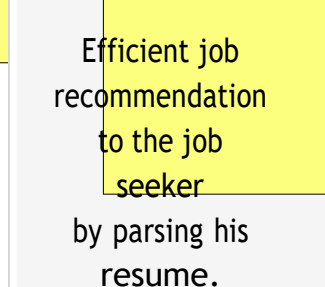 Efficient job
recommendation
to the job
seeker
by parsing his
resume.